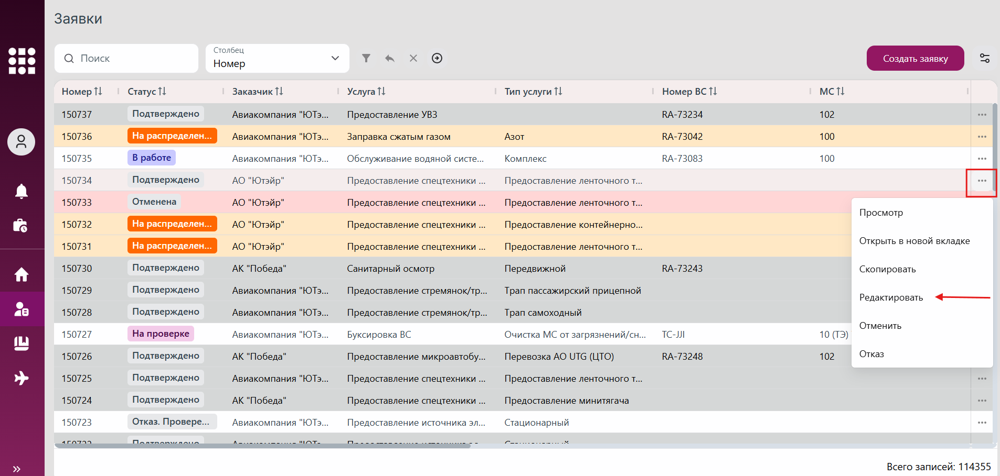 Заявки
Поиск
Столбец
Номер
Создать заявку
Номер Статус Заказчик Услуга Тип услуги Номер ВС МС
150737 Подтверждено Авиакомпания "ЮТэ... Предоставление УВЗ RA-73234 102
150736 На распределен... Авиакомпания "ЮТэ... Заправка сжатым газом Азот RA-73042 100
150735 В работе Авиакомпания "ЮТэ... Обслуживание водяной систе... Комплекс RA-73083 100
150734 Подтверждено АО "Ютэйр" Предоставление спецтехники ... Предоставление ленточного т...
150733 Отменена АО "Ютэйр" Предоставление спецтехники ... Предоставление ленточного т...
150732 На распределен... АО "Ютэйр" Предоставление спецтехники ... Предоставление контейнерно...
150731 На распределен... АО "Ютэйр" Предоставление спецтехники ... Предоставление ленточного т...
150730 Подтверждено АК "Победа" Санитарный осмотр Передвижной RA-73243
150729 Подтверждено Авиакомпания "ЮТэ... Предоставление стремянок/тр... Трап пассажирский прицепной
150728 Подтверждено Авиакомпания "ЮТэ... Предоставление стремянок/тр... Трап самоходный
150727 На проверке Авиакомпания "ЮТэ... Буксировка ВС Очистка МС от загрязнений/сн... TC-JJI 10 (ТЭ)
150726 Подтверждено АК "Победа" Предоставление микроавтобу... Перевозка АО UTG (ЦТО) RA-73248 102
150725 Подтверждено Авиакомпания "ЮТэ... Предоставление спецтехники ... Предоставление ленточного т...
150724 Подтверждено АК "Победа" Предоставление спецтехники ... Предоставление минитягача
150723 Отказ. Провере... Авиакомпания "ЮТэ... Предоставление источника эл... Стационарный
150722 Подтверждено Авиакомпания "ЮТэ... Предоставление источника эл... Стационарный
Просмотр
Открыть в новой вкладке
Скопировать
Редактировать
Отменить
Отказ
Всего записей: 114355